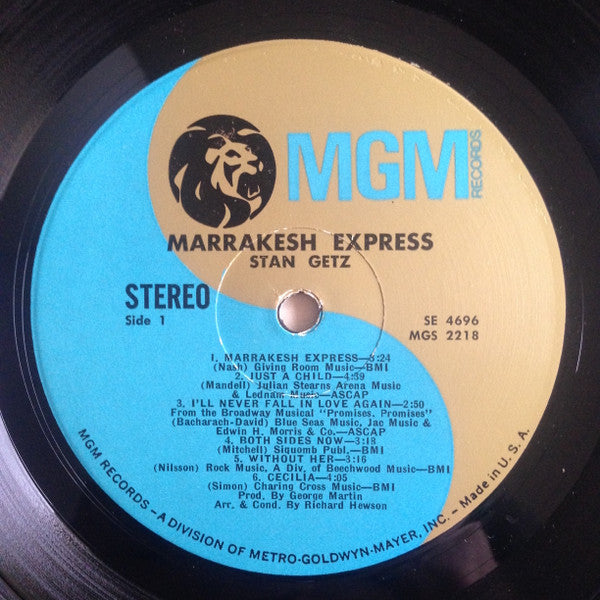 MGM
RECORDS
MARRAKESH EXPRESS
STAN GETZ
STEREO
Side 1
SE 4696
MGS 2218
1. MARRAKESH EXPRESS—3:24
(Nash) Giving Room Music—BMI
2. JUST A CHILD—4:39
(Mandell) Julian Stearns Arena Music
& Lednam Music—ASCAP
3. I'LL NEVER FALL IN LOVE AGAIN—2:50
From the Broadway Musical "Promises, Promises"
(Bacharach-David) Blue Seas Music, Jac Music &
Edwin H. Morris & Co.—ASCAP
4. BOTH SIDES NOW—3:18
(Mitchell) Siquomb Publ.—BMI
5. WITHOUT HER—3:16
(Nilsson) Rock Music, A Div. of Beechwood Music—BMI
6. CECILIA—4:05
(Simon) Charing Cross Music—BMI
Prod. By George Martin
Arr. & Cond. By Richard Hewson
MGM RECORDS — A DIVISION OF METRO-GOLDWYN-MAYER, INC. — Made in U. S. A.